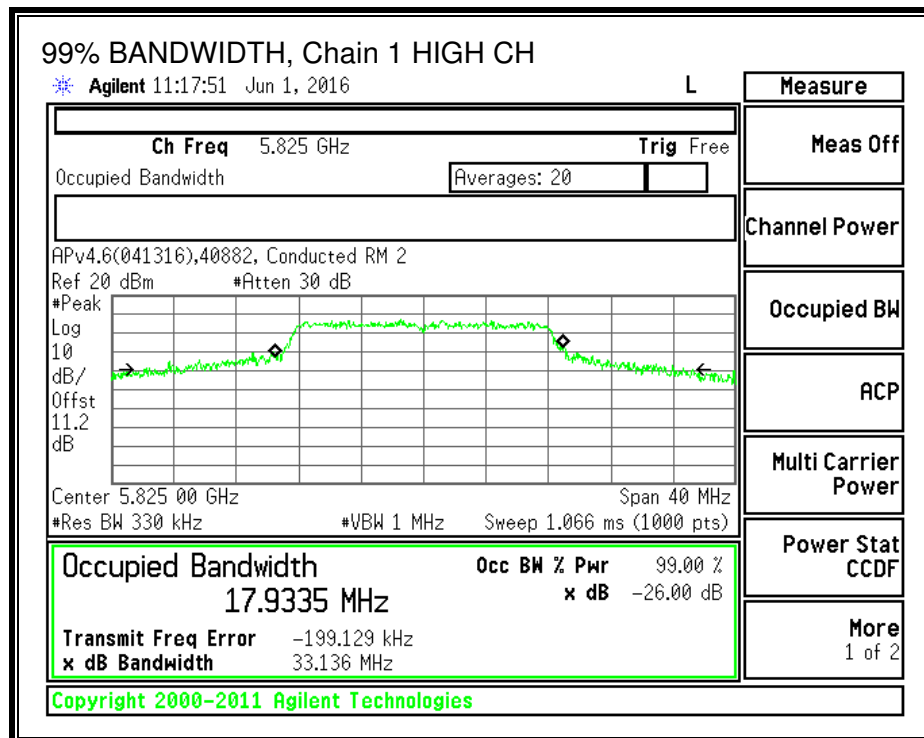 99% BANDWIDTH, Chain 1 HIGH CH
Agilent 11:17:51 Jun 1, 2016 L
Measure
Ch Freq 5.825 GHz Trig Free
Meas Off
Occupied Bandwidth Averages: 20
Channel Power
APv4.6(041316),40882, Conducted RM 2
Ref 20 dBm #Atten 30 dB
#Peak
Log
10
dB/
Offst
11.2
dB
Occupied BW
ACP
Multi Carrier
Power
Center 5.825 00 GHz Span 40 MHz
#Res BW 330 kHz #VBW 1 MHz Sweep 1.066 ms (1000 pts)
Power Stat
CCDF
Occupied Bandwidth Occ BW % Pwr 99.00 %
17.9335 MHz x dB -26.00 dB
Transmit Freq Error -199.129 kHz
x dB Bandwidth 33.136 MHz
More
1 of 2
Copyright 2000-2011 Agilent Technologies